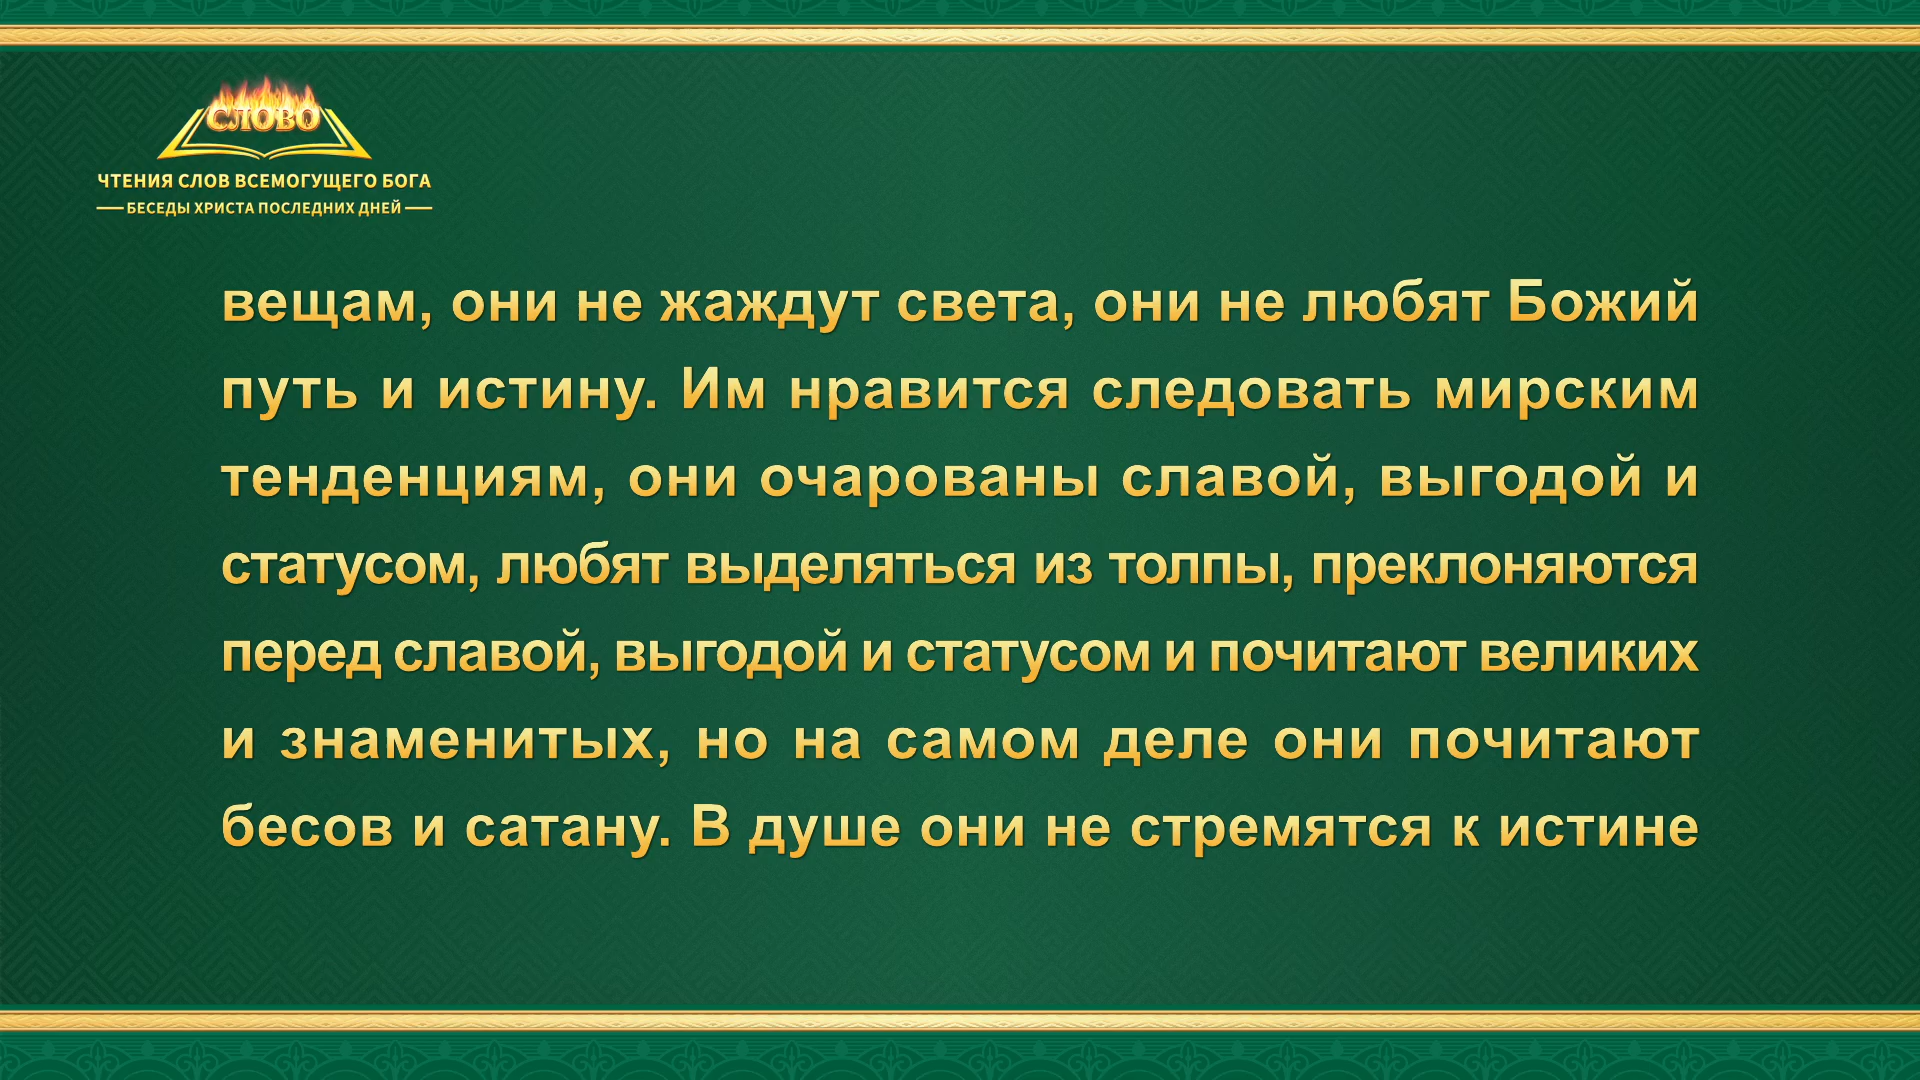 СЛОВО
ЧТЕНИЯ СЛОВ ВСЕМОГУЩЕГО БОГА
БЕСЕДЫ ХРИСТА ПОСЛЕДНИХ ДНЕЙ
вещам, они не жаждут света, они не любят Божий
путь и истину. Им нравится следовать мирским
тенденциям, они очарованы славой, выгодой и
статусом, любят выделяться из толпы, преклоняются
перед славой, выгодой и статусом и почитают великих
и знаменитых, но на самом деле они почитают
бесов и сатану. В душе они не стремятся к истине